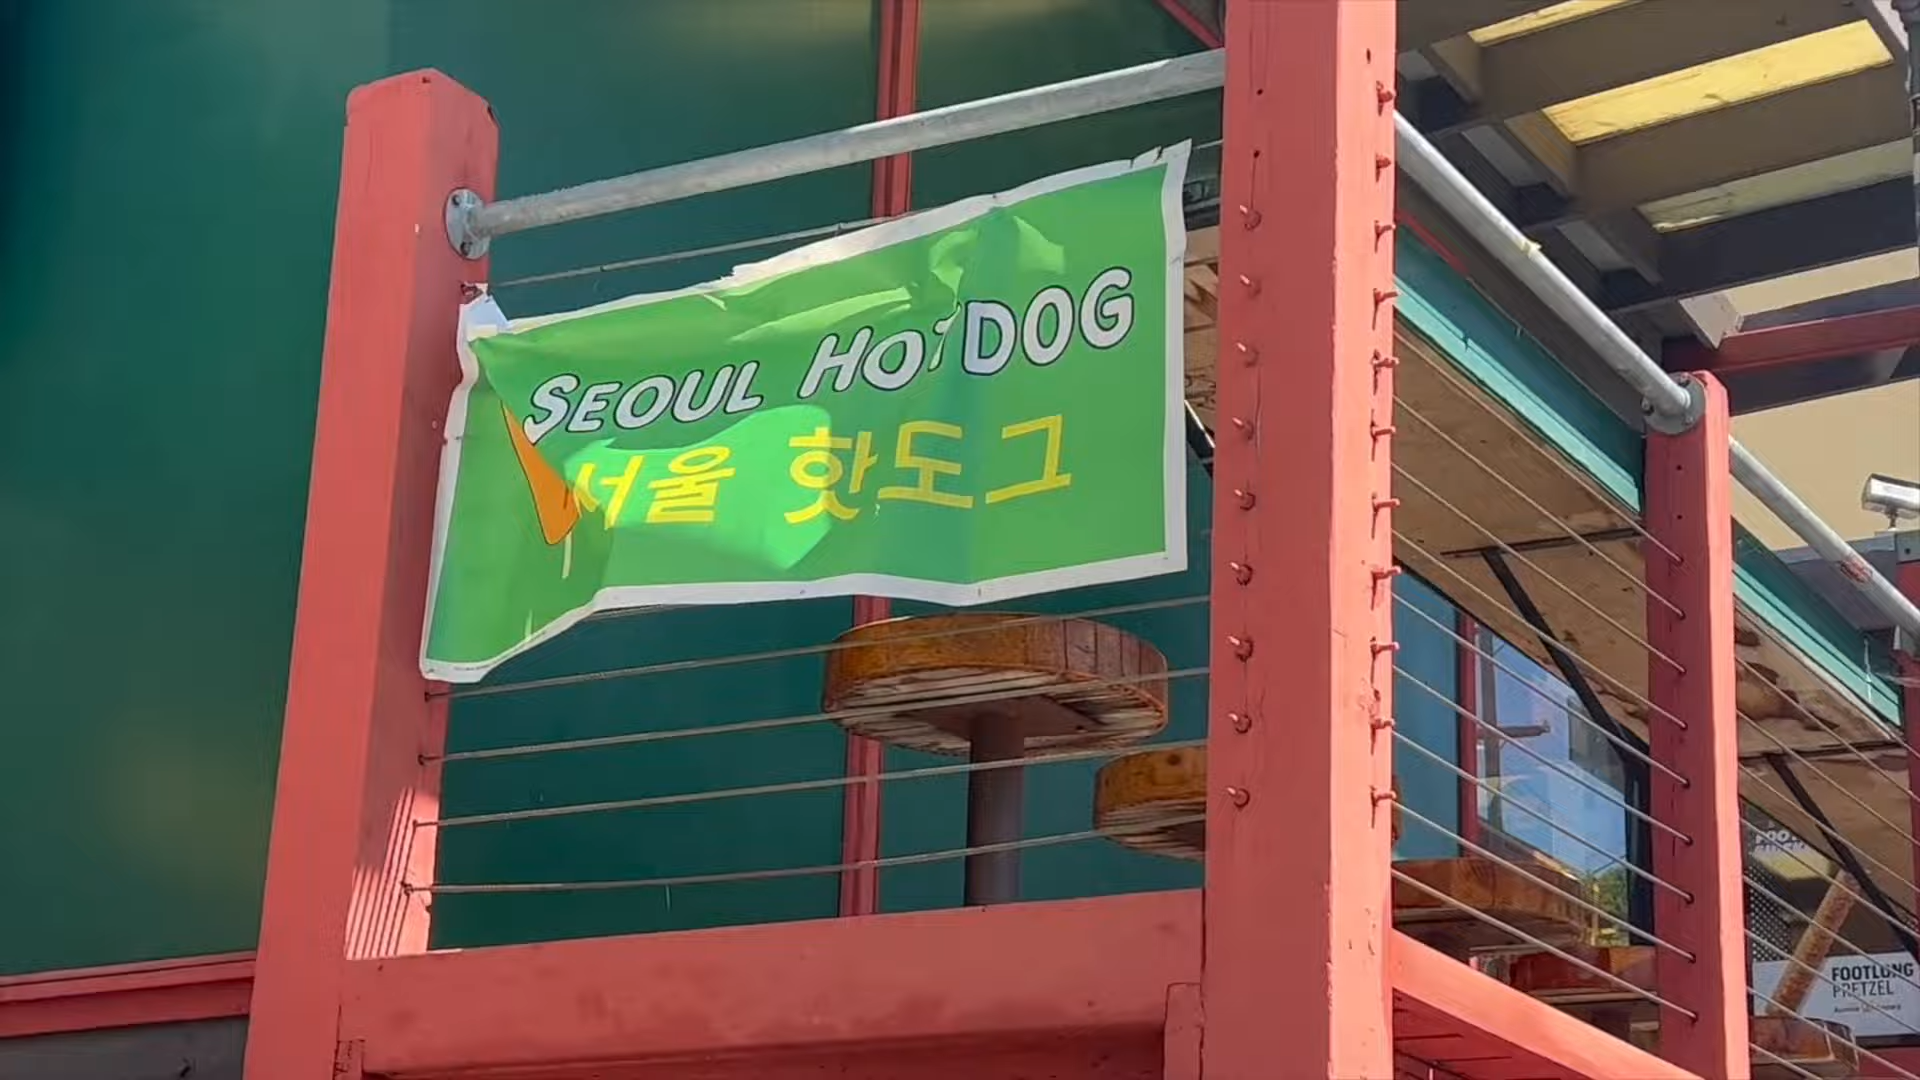 SEOUL HOTDOG
서울 핫도그
FOOTLONG
PRETZEL